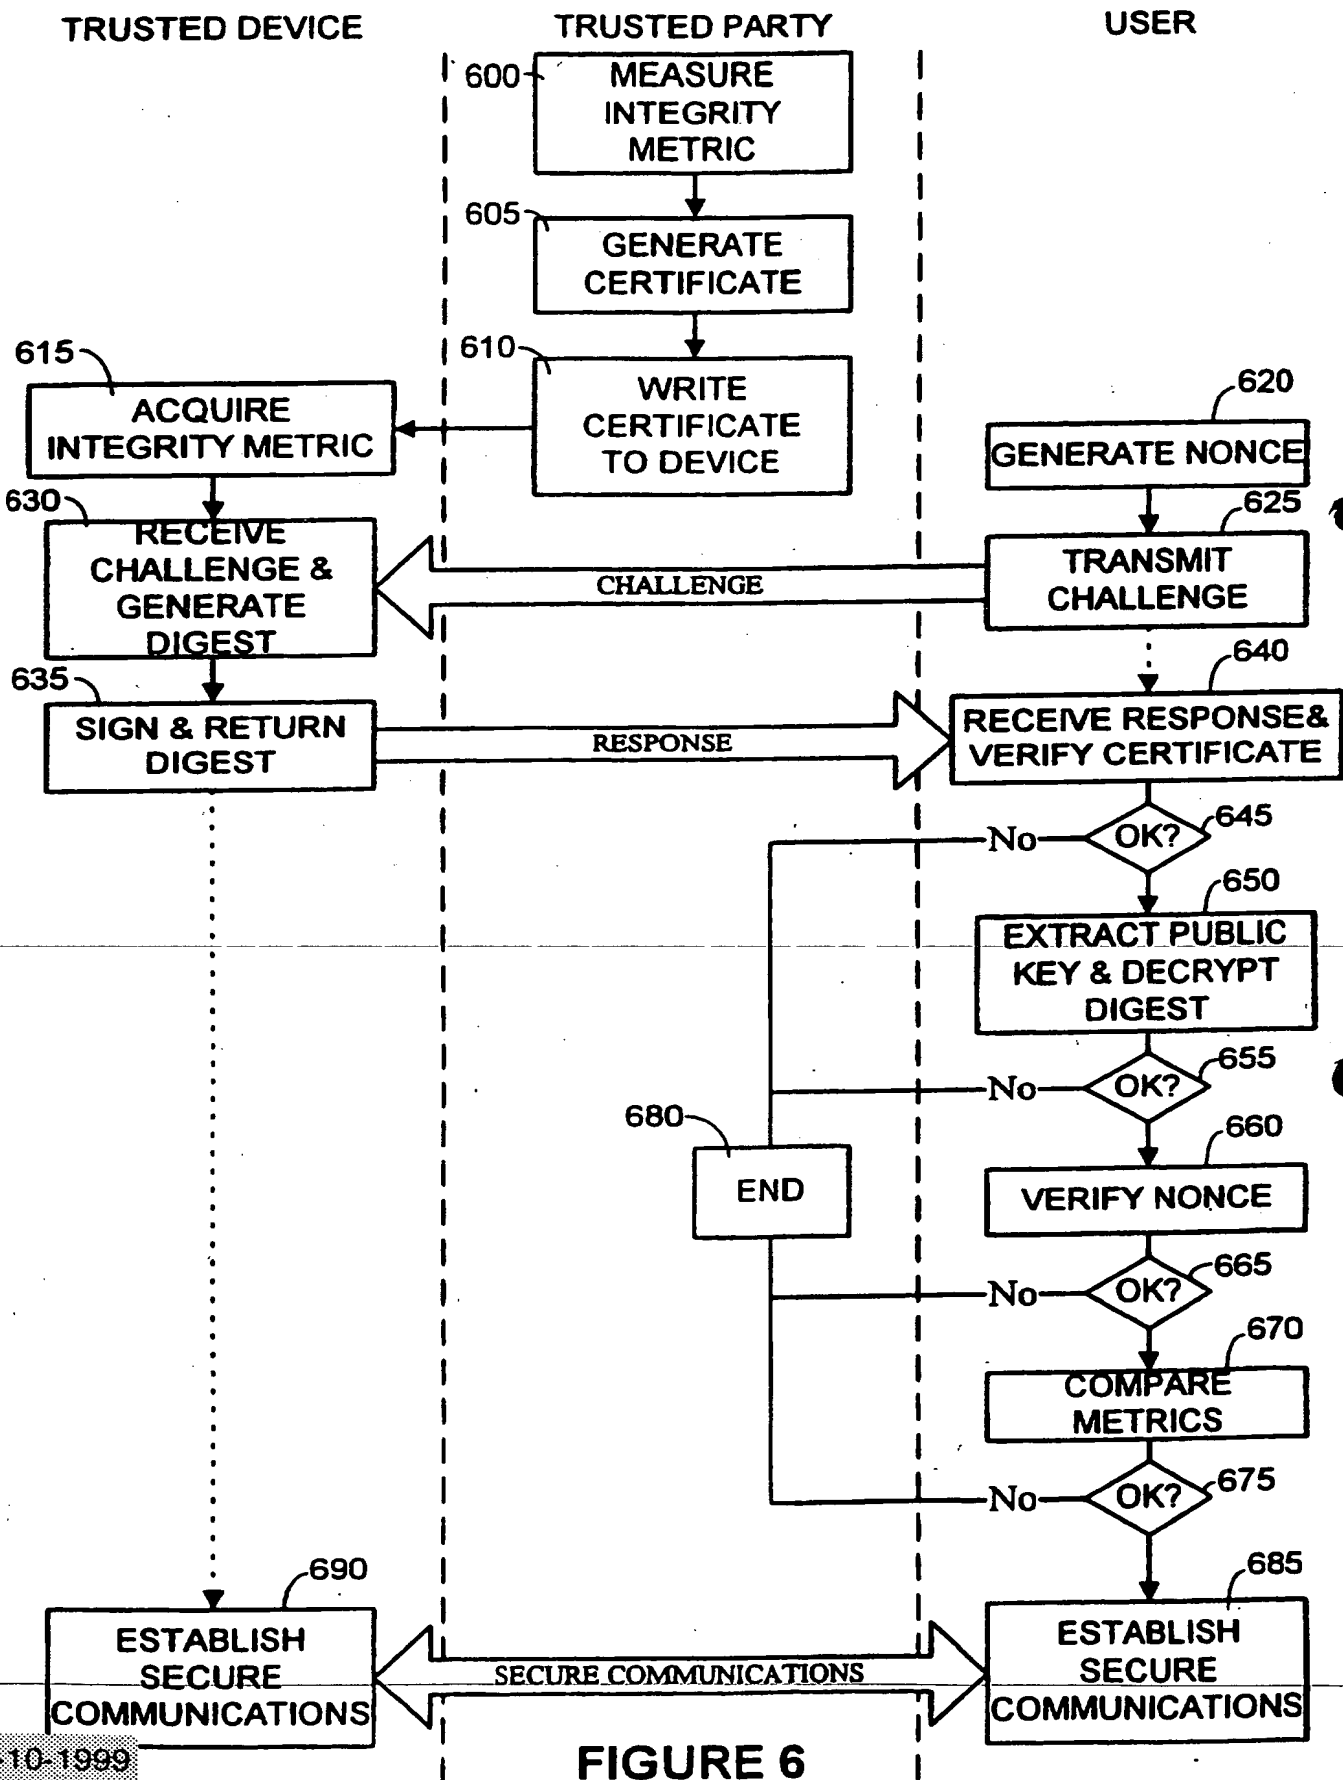 TRUSTED DEVICE
TRUSTED PARTY
USER
600
MEASURE
INTEGRITY
METRIC
605
GENERATE
CERTIFICATE
610
WRITE
CERTIFICATE
TO DEVICE
615
ACQUIRE
INTEGRITY METRIC
620
GENERATE NONCE
625
TRANSMIT
CHALLENGE
CHALLENGE
630
RECEIVE
CHALLENGE &
GENERATE
DIGEST
635
SIGN & RETURN
DIGEST
RESPONSE
640
RECEIVE RESPONSE&
VERIFY CERTIFICATE
645
OK?
No
650
EXTRACT PUBLIC
KEY & DECRYPT
DIGEST
655
OK?
No
660
VERIFY NONCE
680
END
665
OK?
No
670
COMPARE
METRICS
675
OK?
No
690
ESTABLISH
SECURE
COMMUNICATIONS
SECURE COMMUNICATIONS
685
ESTABLISH
SECURE
COMMUNICATIONS
-10-1999
FIGURE 6